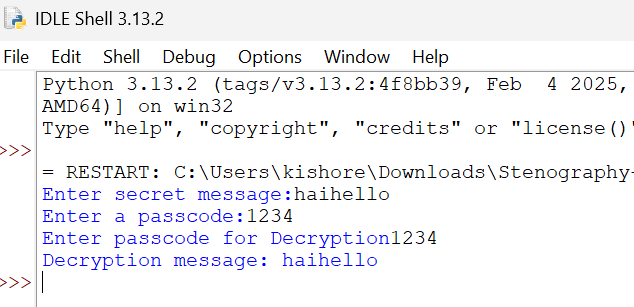 IDLE Shell 3.13.2
File Edit Shell Debug Options Window Help
Python 3.13.2 (tags/v3.13.2:4f8bb39, Feb  4 2025,
AMD64)] on win32
Type "help", "copyright", "credits" or "license()"
>>>
= RESTART: C:\Users\kishore\Downloads\Stenography-
Enter secret message:haihello
Enter a passcode:1234
Enter passcode for Decryption1234
Decryption message: haihello
>>>